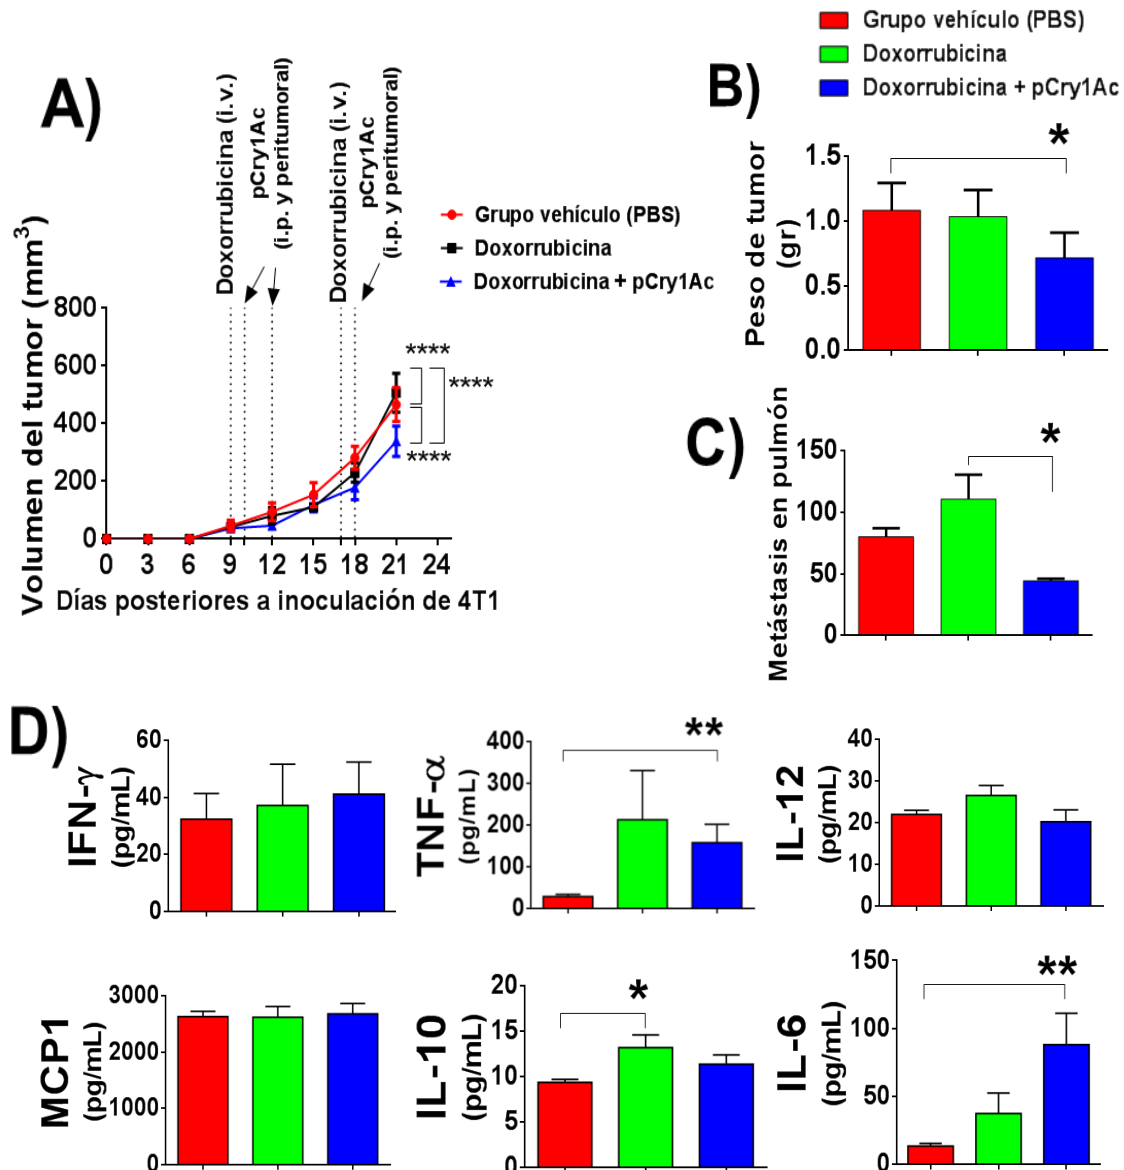 A)
Doxorrubicina (i.v.)
pCry1Ac
(i.p. y peritumoral)
Doxorrubicina (i.v.)
pCry1Ac
(i.p. y peritumoral)
Grupo vehículo (PBS)
Doxorrubicina
Doxorrubicina + pCry1Ac
Volumen del tumor (mm3)
800
600
400
200
0
****
****
****
0 3 6 9 12 15 18 21 24
Días posteriores a inoculación de 4T1
Grupo vehículo (PBS)
Doxorrubicina
Doxorrubicina + pCry1Ac
B)
*
Peso de tumor
(gr)
1.5
1.0
0.5
0.0
C)
*
Metástasis en pulmón
150
100
50
0
D)
IFN-γ
(pg/mL)
60
40
20
0
TNF-α
(pg/mL)
400
300
200
100
0
**
IL-12
(pg/mL)
40
30
20
10
0
MCP1
(pg/mL)
3000
2000
1000
0
IL-10
(pg/mL)
20
15
10
5
0
*
IL-6
(pg/mL)
150
100
50
0
**